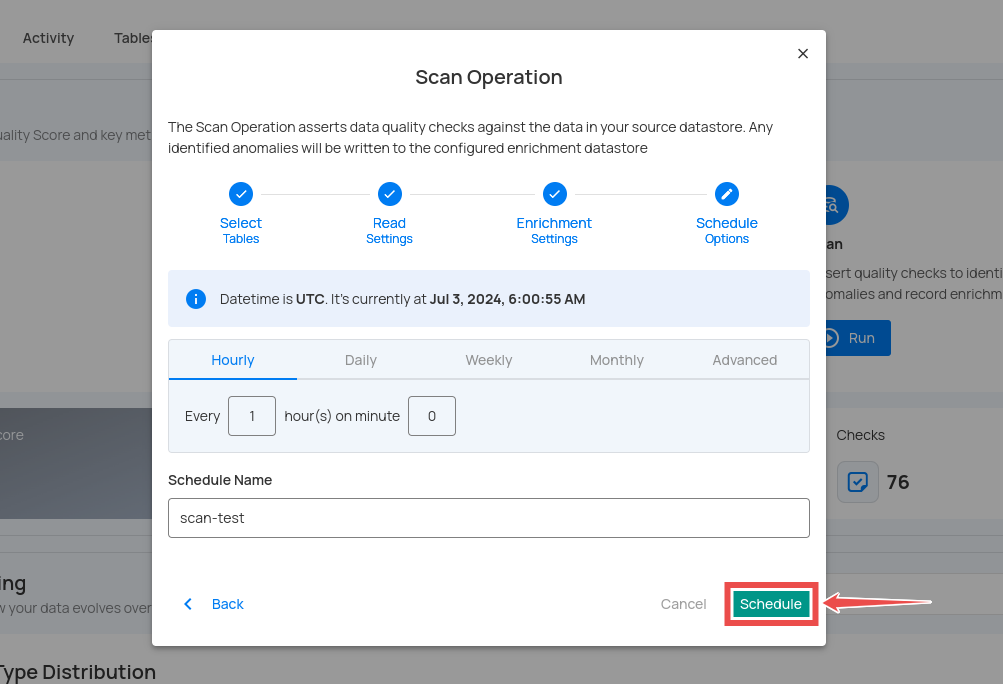 Activity
Tables
Scan Operation
The Scan Operation asserts data quality checks against the data in your source datastore. Any
identified anomalies will be written to the configured enrichment datastore
uality Score and key met
Select
Tables
Read
Settings
Enrichment
Settings
Schedule
Options
an
sert quality checks to identi
omalies and record enrichm
Run
Datetime is UTC. It's currently at Jul 3, 2024, 6:00:55 AM
Hourly Daily Weekly Monthly Advanced
Every 1 hour(s) on minute 0
core
Checks
76
Schedule Name
scan-test
ing
w your data evolves over
Back
Cancel
Schedule
Type Distribution